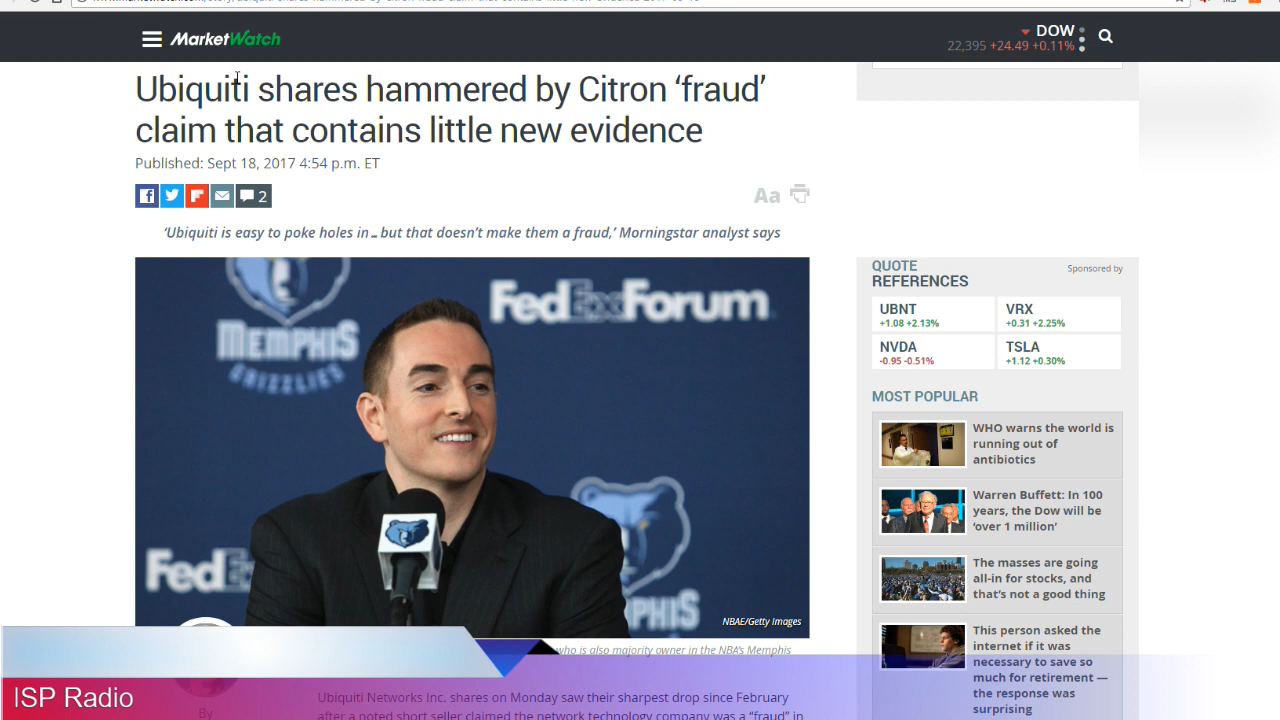 MarketWatch
DOW
22,395 +24.49 +0.11%
Ubiquiti shares hammered by Citron ‘fraud’
claim that contains little new evidence
Published: Sept 18, 2017 4:54 p.m. ET
2
Aa
‘Ubiquiti is easy to poke holes in ... but that doesn’t make them a fraud,’ Morningstar analyst says
MEMPHIS
GRIZZLIES
FedExForum
FedEx
PHIS
NBAE/Getty Images
who is also majority owner in the NBA's Memphis
By
Ubiquiti Networks Inc. shares on Monday saw their sharpest drop since February
after a noted short seller claimed the network technology company was a “fraud” in
ISP Radio
QUOTE
REFERENCES
Sponsored by
UBNT
+1.08 +2.13%
VRX
+0.31 +2.25%
NVDA
-0.95 -0.51%
TSLA
+1.12 +0.30%
MOST POPULAR
WHO warns the world is
running out of
antibiotics
Warren Buffett: In 100
years, the Dow will be
‘over 1 million’
The masses are going
all-in for stocks, and
that’s not a good thing
This person asked the
internet if it was
necessary to save so
much for retirement —
the response was
surprising